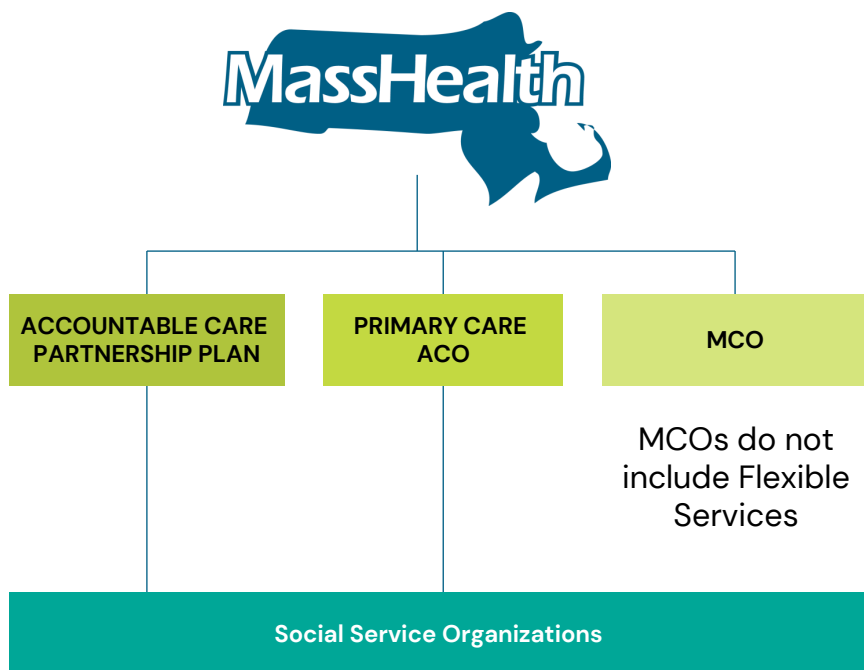 MassHealth
ACCOUNTABLE CARE
PARTNERSHIP PLAN
PRIMARY CARE
ACO
MCO
MCOs do not
include Flexible
Services
Social Service Organizations